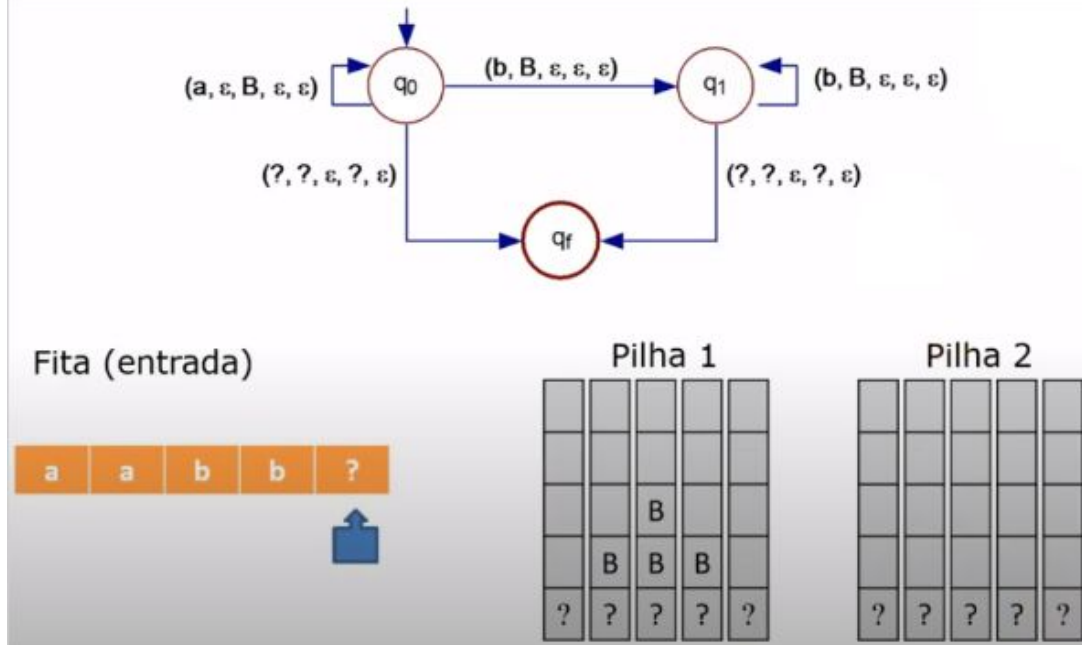 (a, ε, B, ε, ε)
q0
(b, B, ε, ε, ε)
q1
(b, B, ε, ε, ε)
(?, ?, ε, ?, ε)
(?, ?, ε, ?, ε)
qf
Fita (entrada)
a a b b ?
Pilha 1
B
B B B
? ? ? ? ?
Pilha 2
? ? ? ? ?